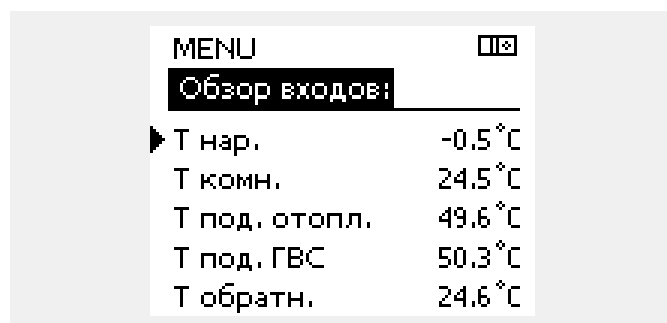 MENU
Обзор входов:
Т нар. -0.5°C
Т комн. 24.5°C
Т под. отопл. 49.6°C
Т под. ГВС 50.3°C
Т обратн. 24.6°C